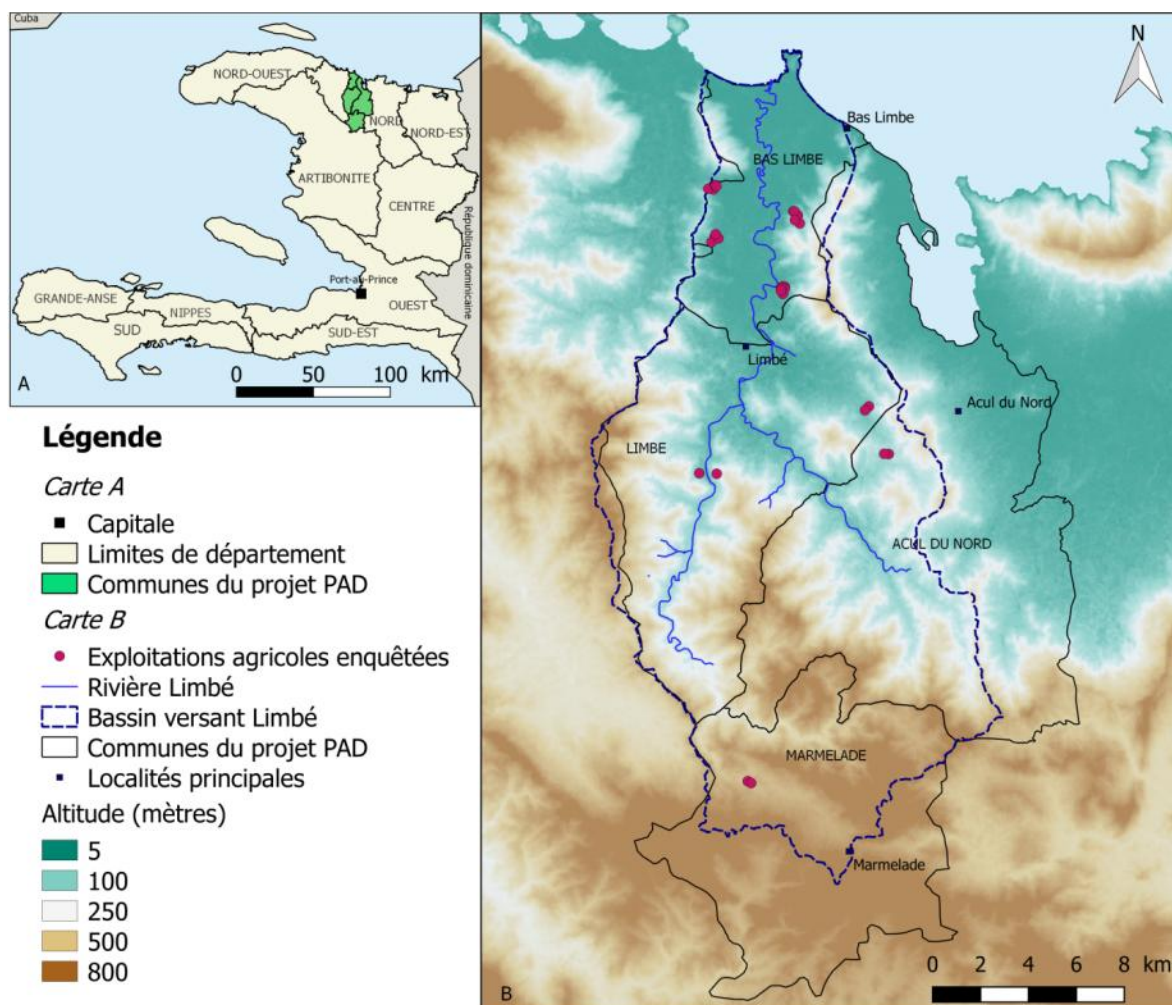 Cuba
NORD-OUEST
NORD
NORD-EST
ARTIBONITE
CENTRE
République dominicaine
Port-au-Prince
GRANDE-ANSE
NIPPES
OUEST
SUD
SUD-EST
0 50 100 km
A
Légende
Carte A
Capitale
Limites de département
Communes du projet PAD
Carte B
Exploitations agricoles enquêtées
Rivière Limbé
Bassin versant Limbé
Communes du projet PAD
Localités principales
Altitude (mètres)
5
100
250
500
800
N
Bas Limbe
BAS LIMBE
Limbé
Acul du Nord
LIMBE
ACUL DU NORD
MARMELADE
Marmelade
0 2 4 6 8 km
B